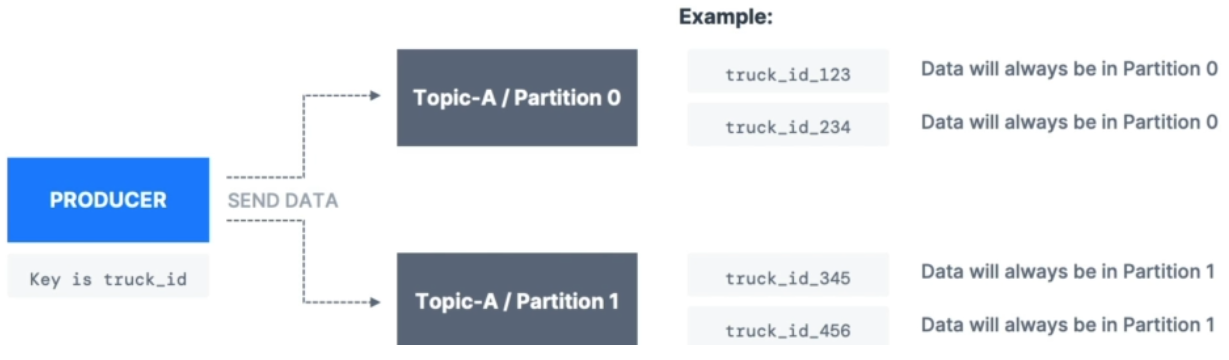 Example:
truck_id_123
Data will always be in Partition 0
Topic-A / Partition 0
truck_id_234
Data will always be in Partition 0
PRODUCER
SEND DATA
Key is truck_id
truck_id_345
Data will always be in Partition 1
Topic-A / Partition 1
truck_id_456
Data will always be in Partition 1